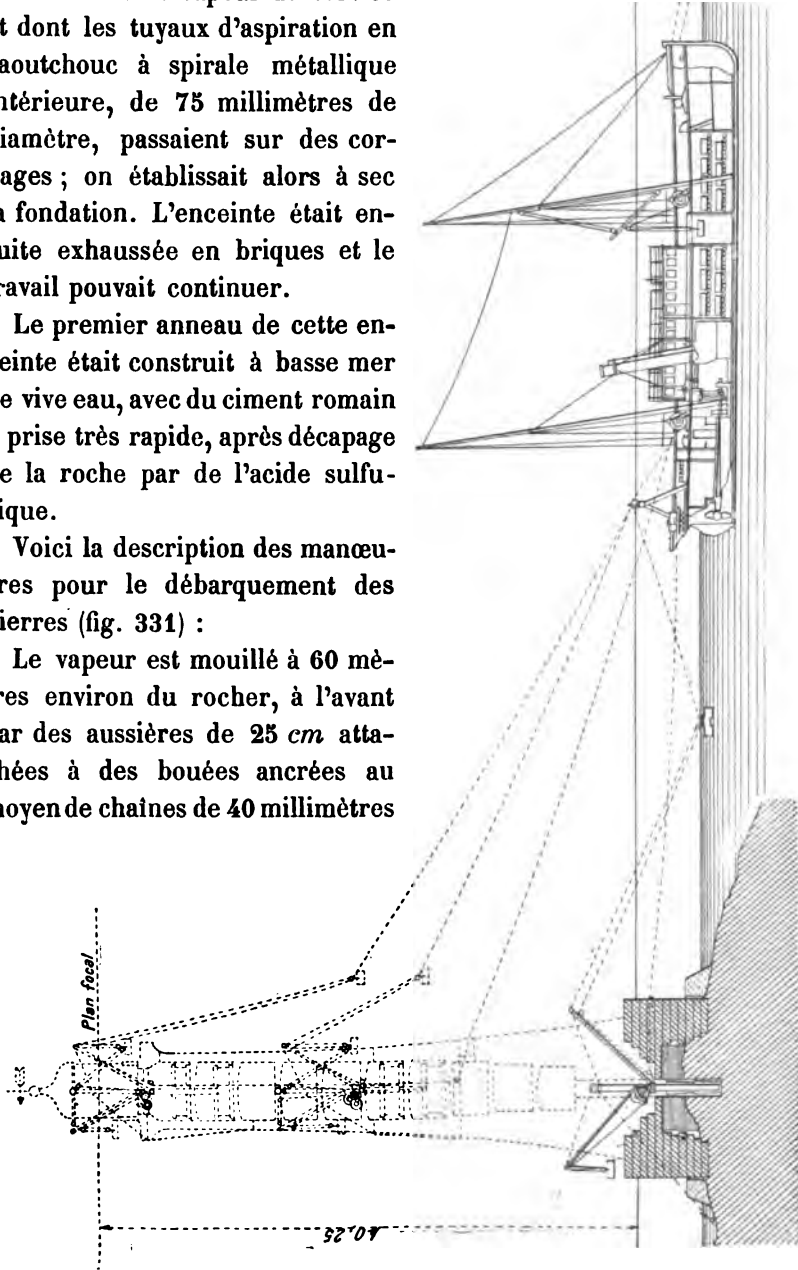 t dont les tuyaux d'aspiration en
aoutchouc à spirale métallique
ntérieure, de 75 millimètres de
iamètre, passaient sur des cor-
ages ; on établissait alors à sec
a fondation. L'enceinte était en-
uite exhaussée en briques et le
ravail pouvait continuer.
Le premier anneau de cette en-
einte était construit à basse mer
e vive eau, avec du ciment romain
prise très rapide, après décapage
e la roche par de l'acide sulfu-
ique.
Voici la description des manœu-
res pour le débarquement des
ierres (fig. 331) :
Le vapeur est mouillé à 60 mè-
res environ du rocher, à l'avant
ar des aussières de 25 cm atta-
hées à des bouées ancrées au
noyen de chaînes de 40 millimètres
Plan focal
40,25